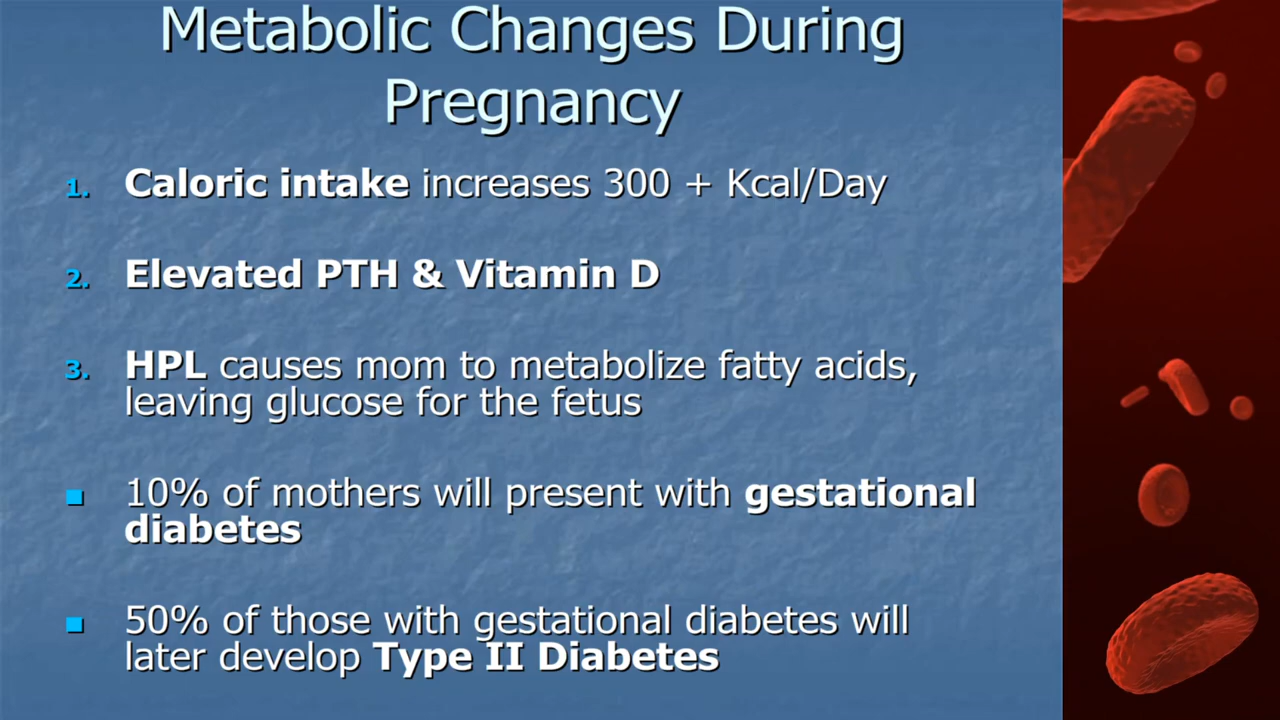 Metabolic Changes During
Pregnancy
1. Caloric intake increases 300 + Kcal/Day
2. Elevated PTH & Vitamin D
3. HPL causes mom to metabolize fatty acids,
leaving glucose for the fetus
■ 10% of mothers will present with gestational
diabetes
■ 50% of those with gestational diabetes will
later develop Type II Diabetes